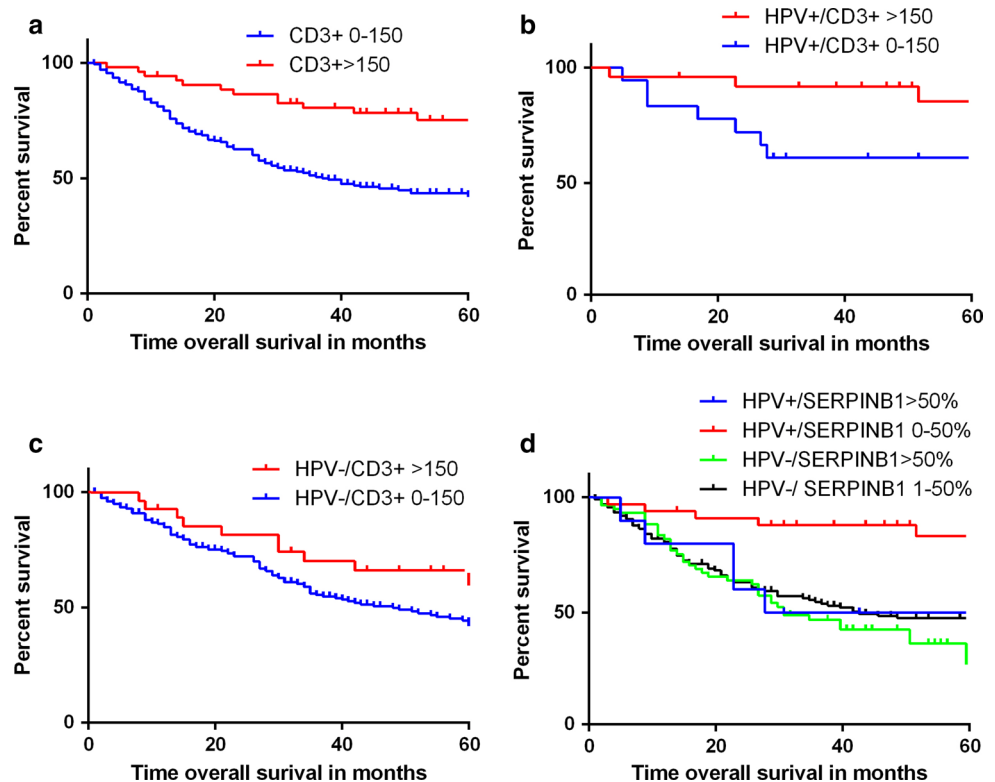 a
CD3+ 0-150
CD3+>150
100
50
0
Percent survival
0 20 40 60
Time overall surival in months
b
HPV+/CD3+ >150
HPV+/CD3+ 0-150
100
50
0
Percent survival
0 20 40 60
Time overall surival in months
c
HPV-/CD3+ >150
HPV-/CD3+ 0-150
100
50
0
Percent survival
0 20 40 60
Time overall surival in months
d
HPV+/SERPINB1>50%
HPV+/SERPINB1 0-50%
HPV-/SERPINB1>50%
HPV-/ SERPINB1 1-50%
100
50
0
Percent survival
0 20 40 60
Time overall surival in months